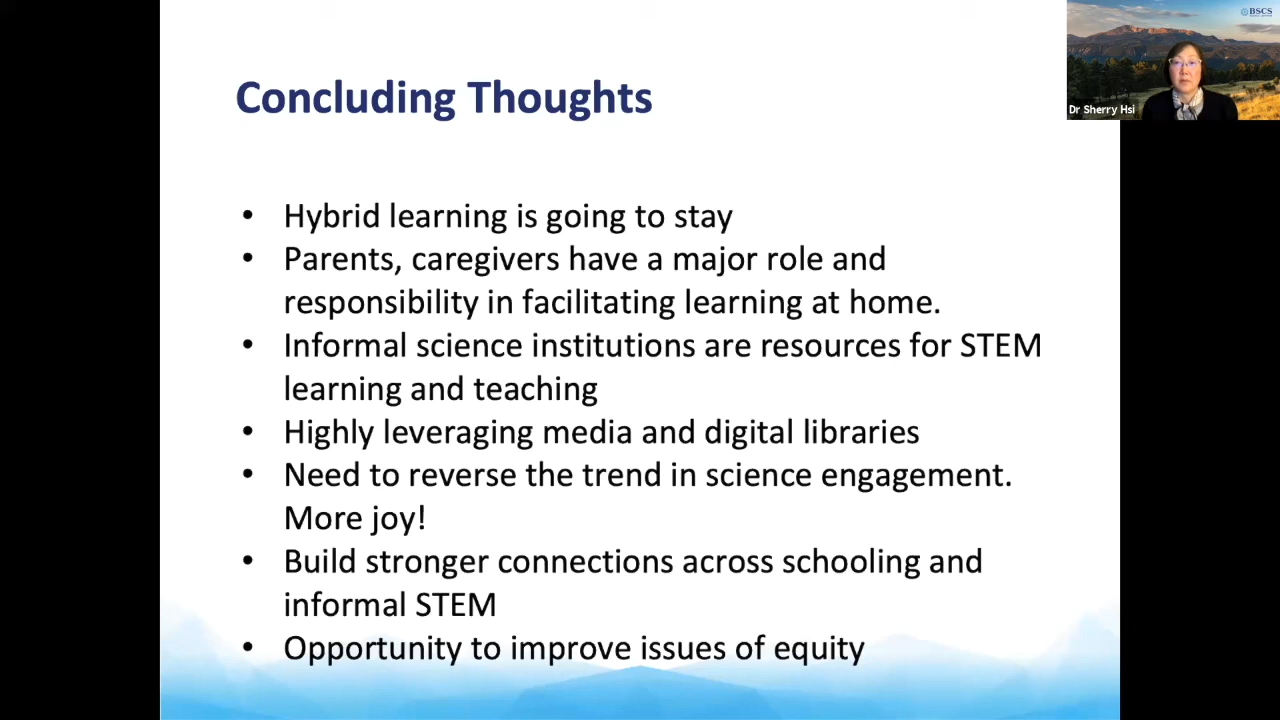 BSCS
Dr Sherry Hsi
Concluding Thoughts
• Hybrid learning is going to stay
• Parents, caregivers have a major role and
responsibility in facilitating learning at home.
• Informal science institutions are resources for STEM
learning and teaching
• Highly leveraging media and digital libraries
• Need to reverse the trend in science engagement.
More joy!
• Build stronger connections across schooling and
informal STEM
• Opportunity to improve issues of equity